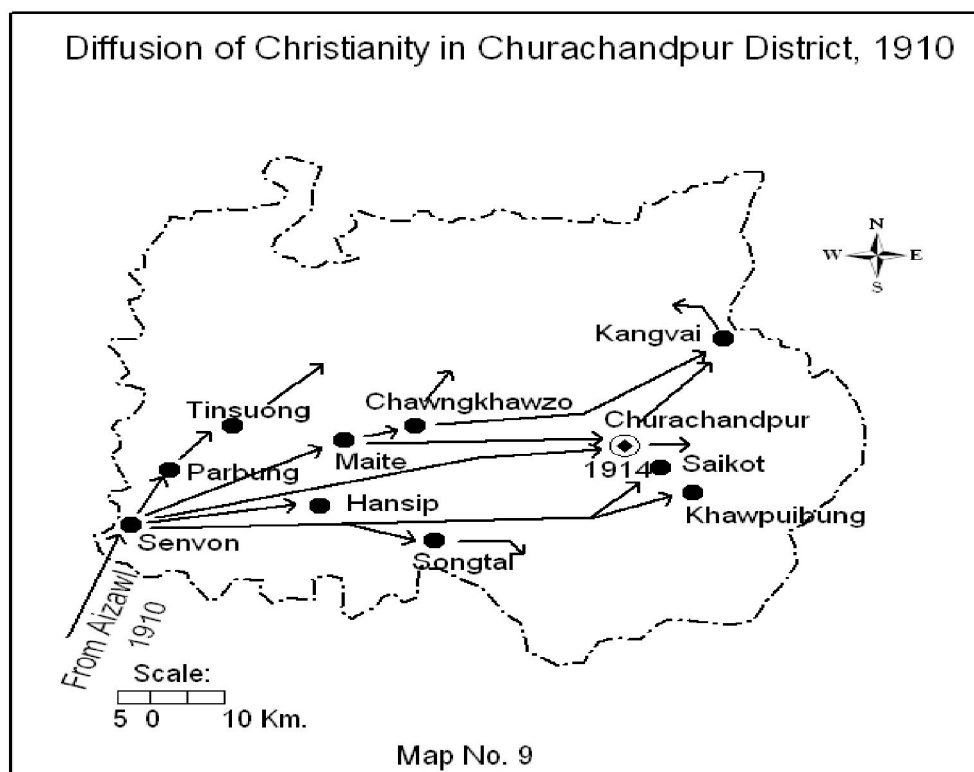 Diffusion of Christianity in Churachandpur District, 1910
N
W E
S
Kangvai
Tinsuong
Chawngkhawzo
Churachandpur
Maite
1914
Saikot
Parbung
Hansip
Khawpuibung
Senvon
Songtal
From Aizawl
1910
Scale:
5 0 10 Km.
Map No. 9